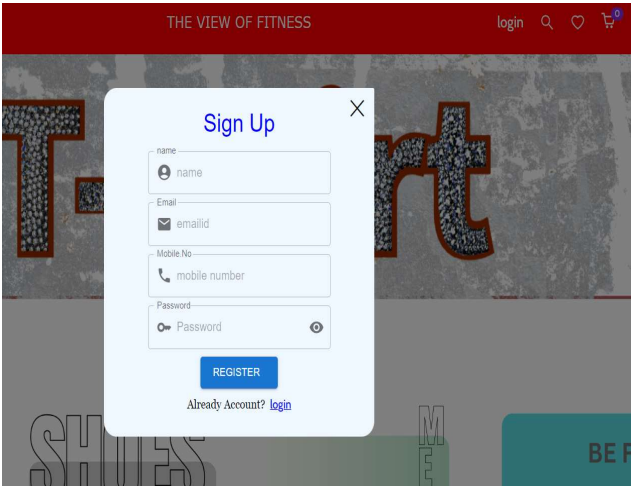 THE VIEW OF FITNESS
login
0
Sign Up
name
name
Email
emailid
Mobile No
mobile number
Password
Password
REGISTER
Already Account? login
SHOES
ME
BE F